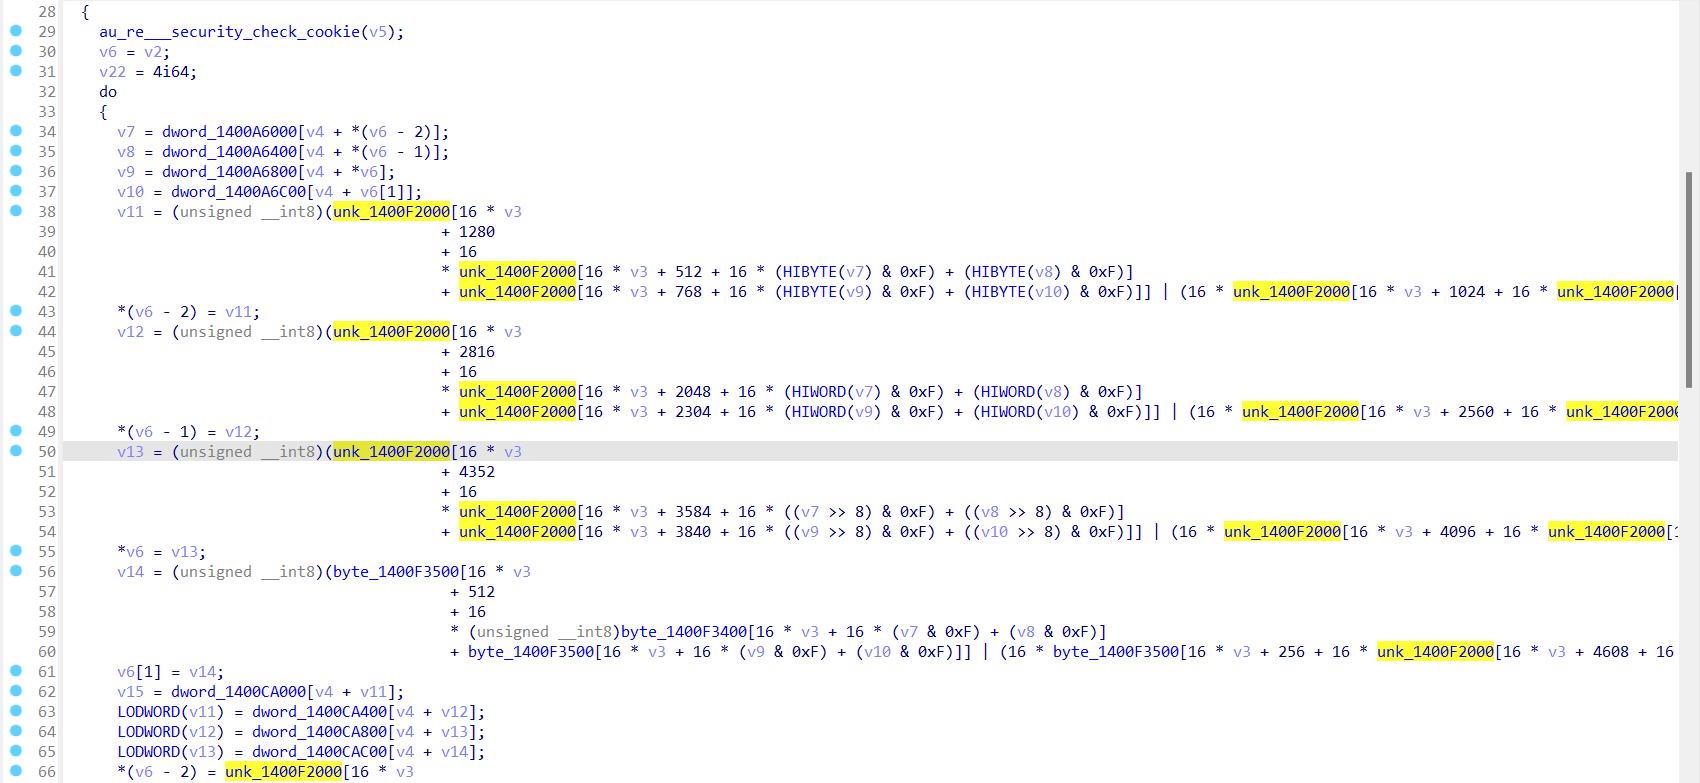 28 {
29 au_re___security_check_cookie(v5);
30 v6 = v2;
31 v22 = 4i64;
32 do
33 {
34 v7 = dword_1400A6000[v4 + *(v6 - 2)];
35 v8 = dword_1400A6400[v4 + *(v6 - 1)];
36 v9 = dword_1400A6800[v4 + *v6];
37 v10 = dword_1400A6C00[v4 + v6[1]];
38 v11 = (unsigned __int8)(unk_1400F2000[16 * v3
39 + 1280
40 + 16
41 * unk_1400F2000[16 * v3 + 512 + 16 * (HIBYTE(v7) & 0xF) + (HIBYTE(v8) & 0xF)]
42 + unk_1400F2000[16 * v3 + 768 + 16 * (HIBYTE(v9) & 0xF) + (HIBYTE(v10) & 0xF)]] | (16 * unk_1400F2000[16 * v3 + 1024 + 16 * unk_1400F2000[
43 *(v6 - 2) = v11;
44 v12 = (unsigned __int8)(unk_1400F2000[16 * v3
45 + 2816
46 + 16
47 * unk_1400F2000[16 * v3 + 2048 + 16 * (HIWORD(v7) & 0xF) + (HIWORD(v8) & 0xF)]
48 + unk_1400F2000[16 * v3 + 2304 + 16 * (HIWORD(v9) & 0xF) + (HIWORD(v10) & 0xF)]] | (16 * unk_1400F2000[16 * v3 + 2560 + 16 * unk_1400F2000
49 *(v6 - 1) = v12;
50 v13 = (unsigned __int8)(unk_1400F2000[16 * v3
51 + 4352
52 + 16
53 * unk_1400F2000[16 * v3 + 3584 + 16 * ((v7 >> 8) & 0xF) + ((v8 >> 8) & 0xF)]
54 + unk_1400F2000[16 * v3 + 3840 + 16 * ((v9 >> 8) & 0xF) + ((v10 >> 8) & 0xF)]] | (16 * unk_1400F2000[16 * v3 + 4096 + 16 * unk_1400F2000[1
55 *v6 = v13;
56 v14 = (unsigned __int8)(byte_1400F3500[16 * v3
57 + 512
58 + 16
59 * (unsigned __int8)byte_1400F3400[16 * v3 + 16 * (v7 & 0xF) + (v8 & 0xF)]
60 + byte_1400F3500[16 * v3 + 16 * (v9 & 0xF) + (v10 & 0xF)]] | (16 * byte_1400F3500[16 * v3 + 256 + 16 * unk_1400F2000[16 * v3 + 4608 + 16
61 v6[1] = v14;
62 v15 = dword_1400CA000[v4 + v11];
63 LODWORD(v11) = dword_1400CA400[v4 + v12];
64 LODWORD(v12) = dword_1400CA800[v4 + v13];
65 LODWORD(v13) = dword_1400CAC00[v4 + v14];
66 *(v6 - 2) = unk_1400F2000[16 * v3